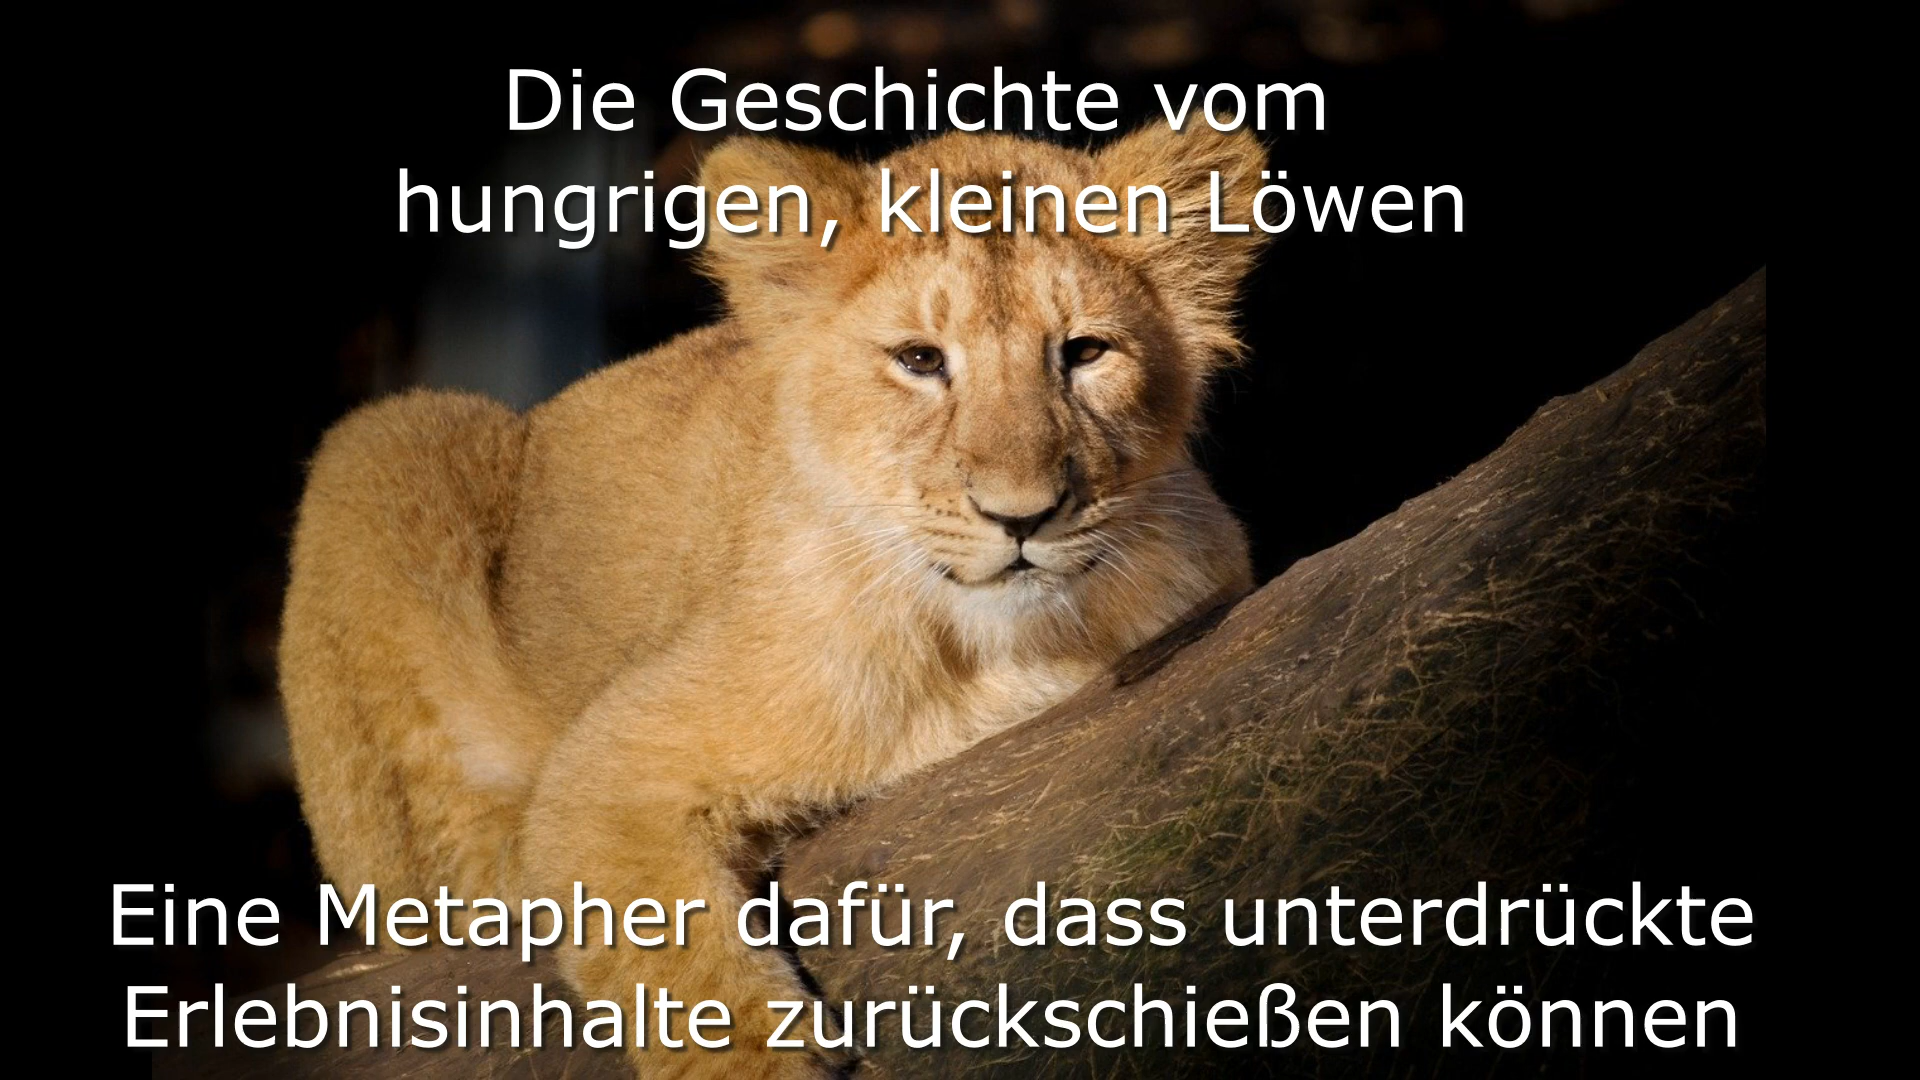 Die Geschichte vom
hungrigen, kleinen Löwen
Eine Metapher dafür, dass unterdrückte
Erlebnisinhalte zurückschießen können